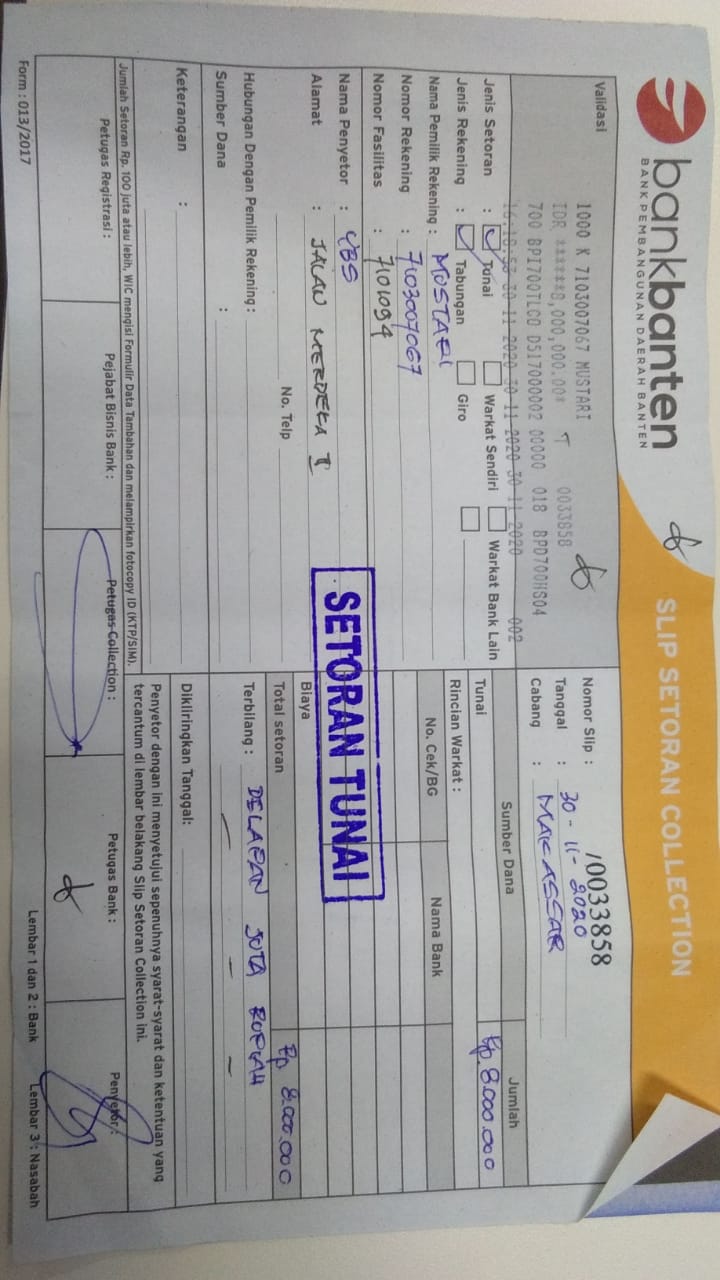 bankbanten
BANK PEMBANGUNAN DAERAH BANTEN
SLIP SETORAN COLLECTION
Validasi
1000 K 7103007067 MUSTARI
IDR ******8,000,000.00* T 0033858
700 BPI700TLCO D517000002 00000 018 BPD700HS04
16:18:53 30 11 2020 30 11 2020 30 11 2020 002
Nomor Slip : /0033858
Tanggal : 30-11-2020
Cabang : MAKASSAR
Jenis Setoran : Tunai Warkat Sendiri Warkat Bank Lain
Jenis Rekening : Tabungan Giro
Nama Pemilik Rekening : MUSTARI
Nomor Rekening : 7103007067
Nomor Fasilitas : 7101094
Nama Penyetor : YBS
Alamat : JALAN MERDEKA I
No. Telp
Hubungan Dengan Pemilik Rekening :
Sumber Dana :
Keterangan :
Sumber Dana Jumlah
Tunai Rp. 8.000.000
Rincian Warkat :
No. Cek/BG Nama Bank
SETORAN TUNAI
Biaya
Total setoran Rp 8.000.000
Terbilang : DELAPAN JUTA RUPIAH
Dikliringkan Tanggal:
Jumlah Setoran Rp. 100 juta atau lebih, WIC mengisi Formulir Data Tambahan dan melampirkan fotocopy ID (KTP/SIM).
Penyetor dengan ini menyetujui sepenuhnya syarat-syarat dan ketentuan yang
tercantum di lembar belakang Slip Setoran Collection ini.
Petugas Registrasi : Pejabat Bisnis Bank : Petugas Collection : Petugas Bank : Penyetor :
Form : 013/2017 Lembar 1 dan 2 : Bank Lembar 3 : Nasabah